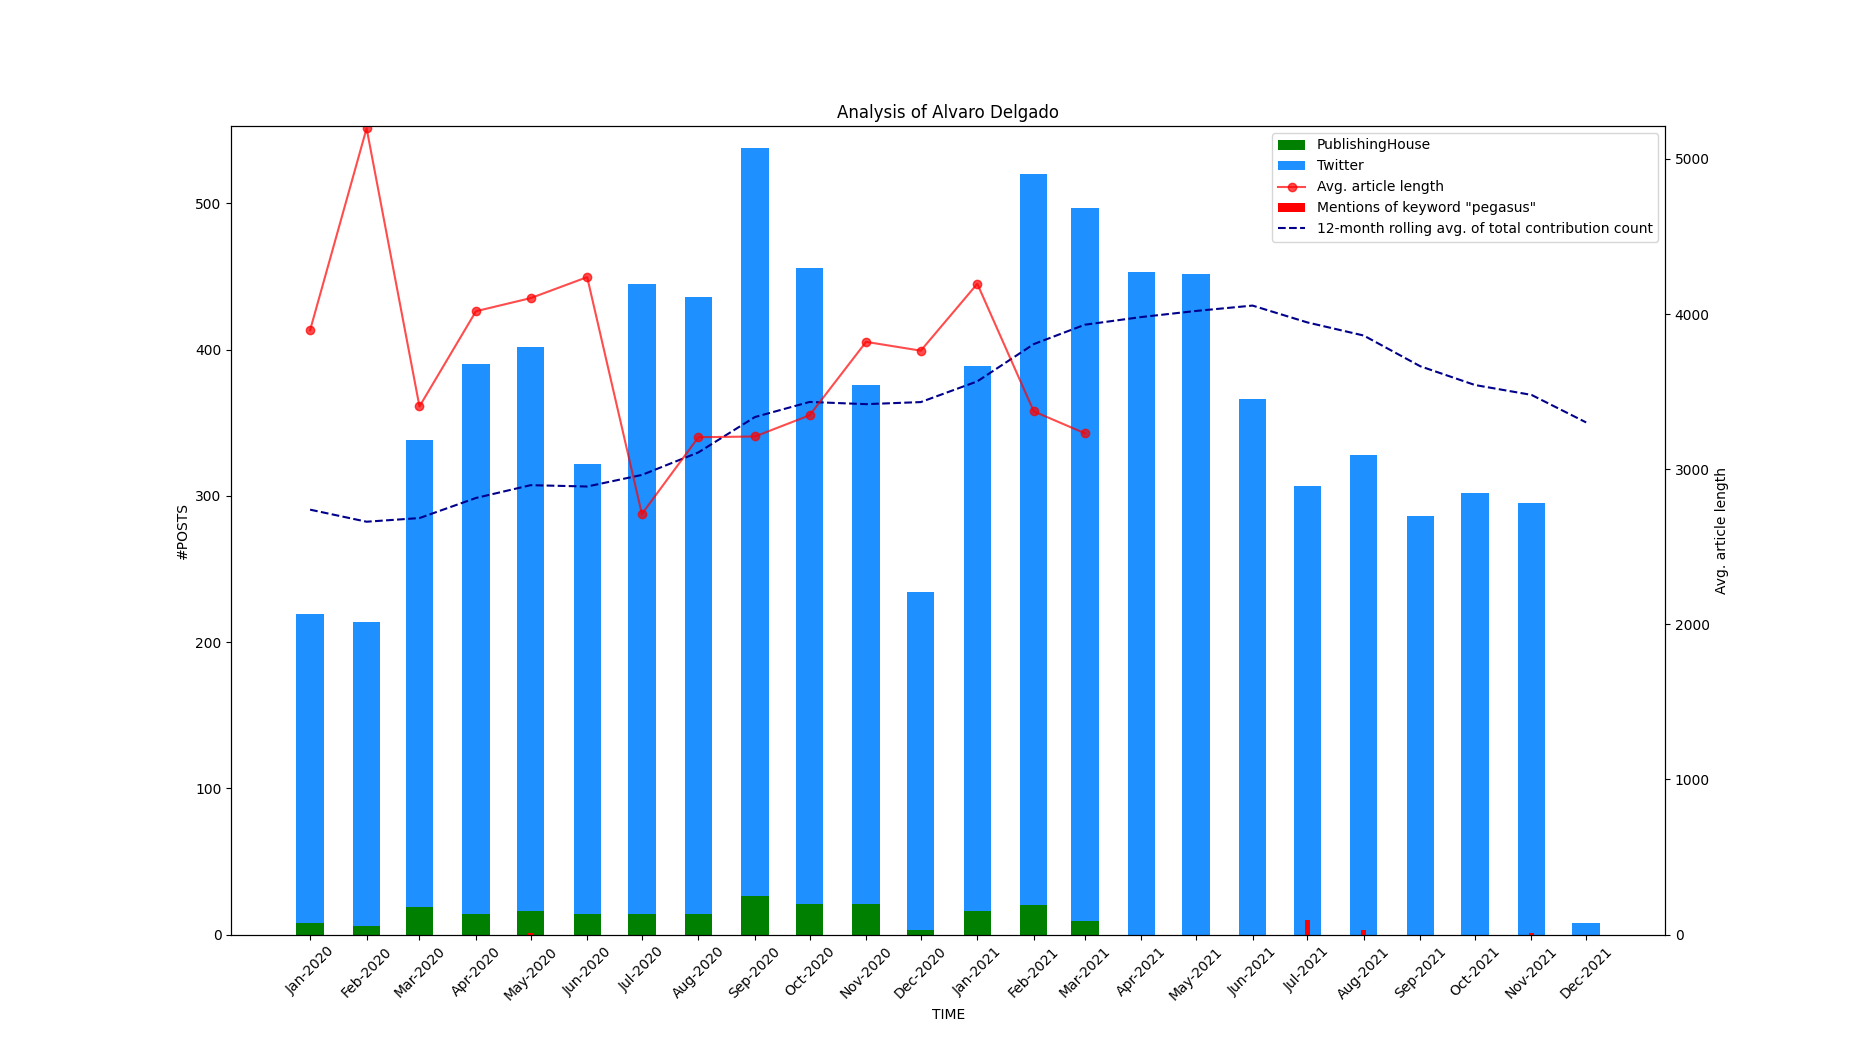 Analysis of Alvaro Delgado
PublishingHouse
Twitter
Avg. article length
Mentions of keyword "pegasus"
12-month rolling avg. of total contribution count
#POSTS
500
400
300
200
100
0
Avg. article length
5000
4000
3000
2000
1000
0
Jan-2020
Feb-2020
Mar-2020
Apr-2020
May-2020
Jun-2020
Jul-2020
Aug-2020
Sep-2020
Oct-2020
Nov-2020
Dec-2020
Jan-2021
Feb-2021
Mar-2021
Apr-2021
May-2021
Jun-2021
Jul-2021
Aug-2021
Sep-2021
Oct-2021
Nov-2021
Dec-2021
TIME